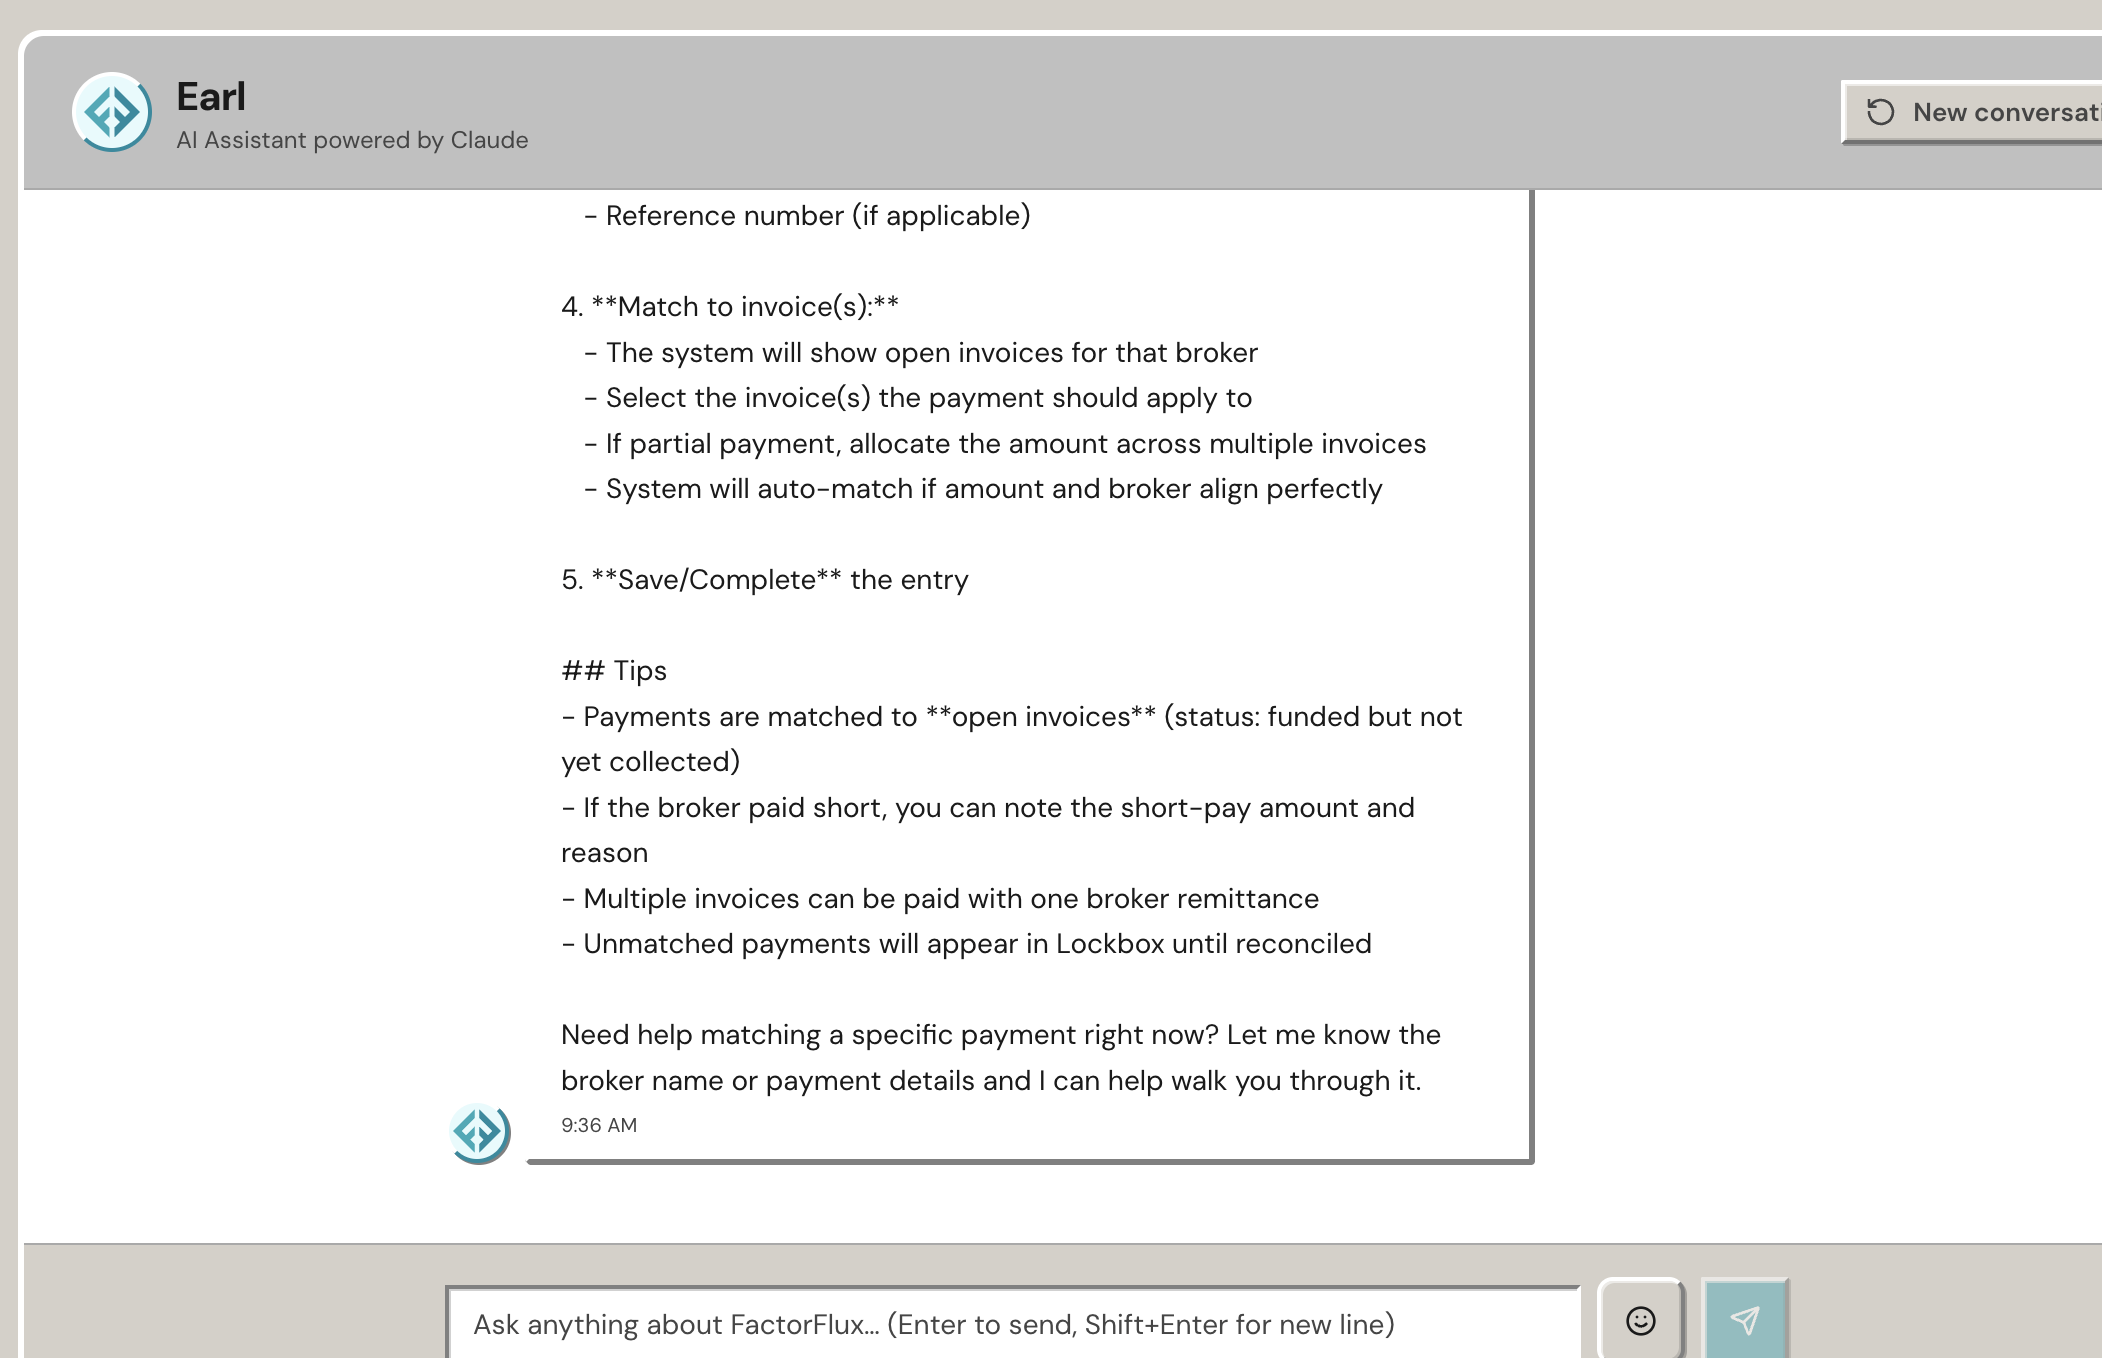 Earl
AI Assistant powered by Claude
New conversati
- Reference number (if applicable)
4. **Match to invoice(s):**
- The system will show open invoices for that broker
- Select the invoice(s) the payment should apply to
- If partial payment, allocate the amount across multiple invoices
- System will auto-match if amount and broker align perfectly
5. **Save/Complete** the entry
## Tips
- Payments are matched to **open invoices** (status: funded but not
yet collected)
- If the broker paid short, you can note the short-pay amount and
reason
- Multiple invoices can be paid with one broker remittance
- Unmatched payments will appear in Lockbox until reconciled
Need help matching a specific payment right now? Let me know the
broker name or payment details and I can help walk you through it.
9:36 AM
Ask anything about FactorFlux... (Enter to send, Shift+Enter for new line)